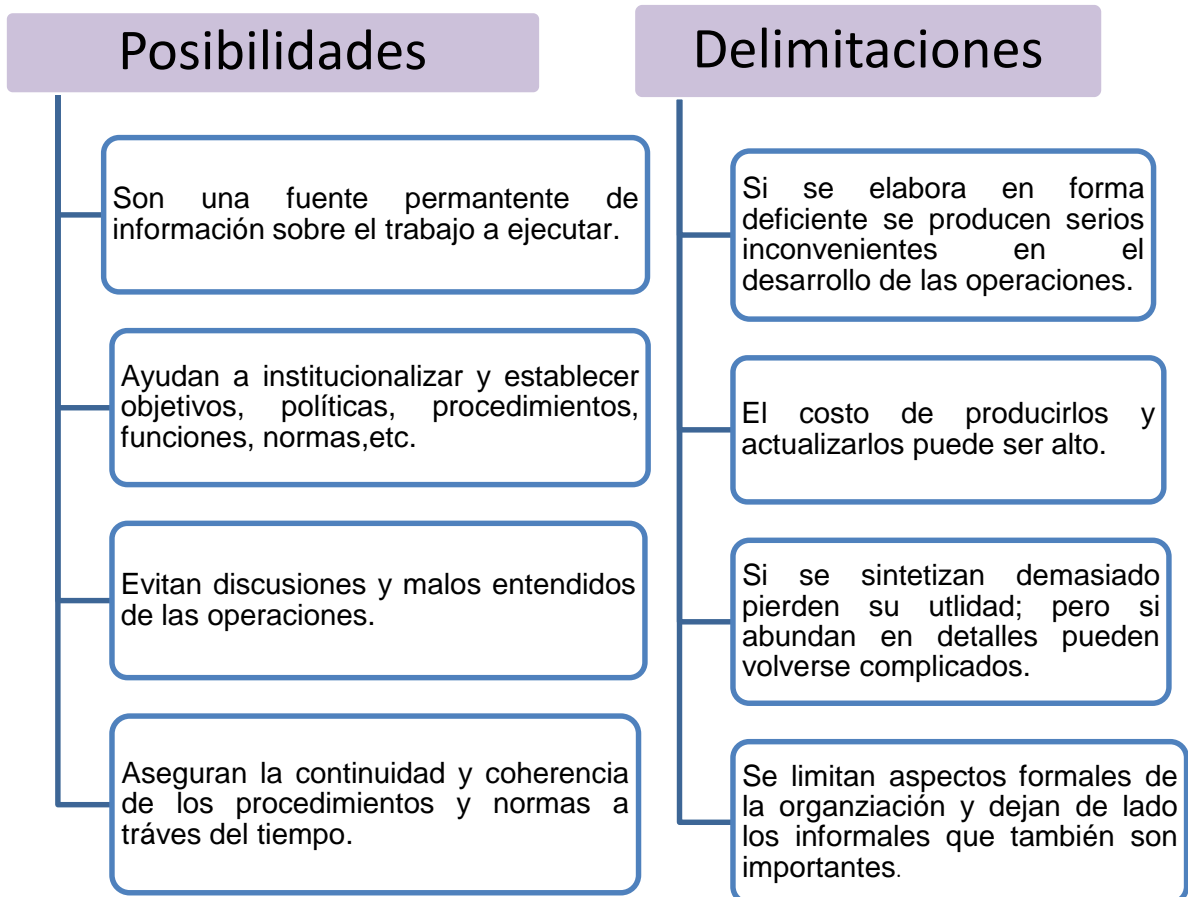 Posibilidades
Son una fuente permantente de
información sobre el trabajo a ejecutar.
Ayudan a institucionalizar y establecer
objetivos, políticas, procedimientos,
funciones, normas,etc.
Evitan discusiones y malos entendidos
de las operaciones.
Aseguran la continuidad y coherencia
de los procedimientos y normas a
tráves del tiempo.
Delimitaciones
Si se elabora en forma
deficiente se producen serios
inconvenientes en el
desarrollo de las operaciones.
El costo de producirlos y
actualizarlos puede ser alto.
Si se sintetizan demasiado
pierden su utlidad; pero si
abundan en detalles pueden
volverse complicados.
Se limitan aspectos formales de
la organziación y dejan de lado
los informales que también son
importantes.